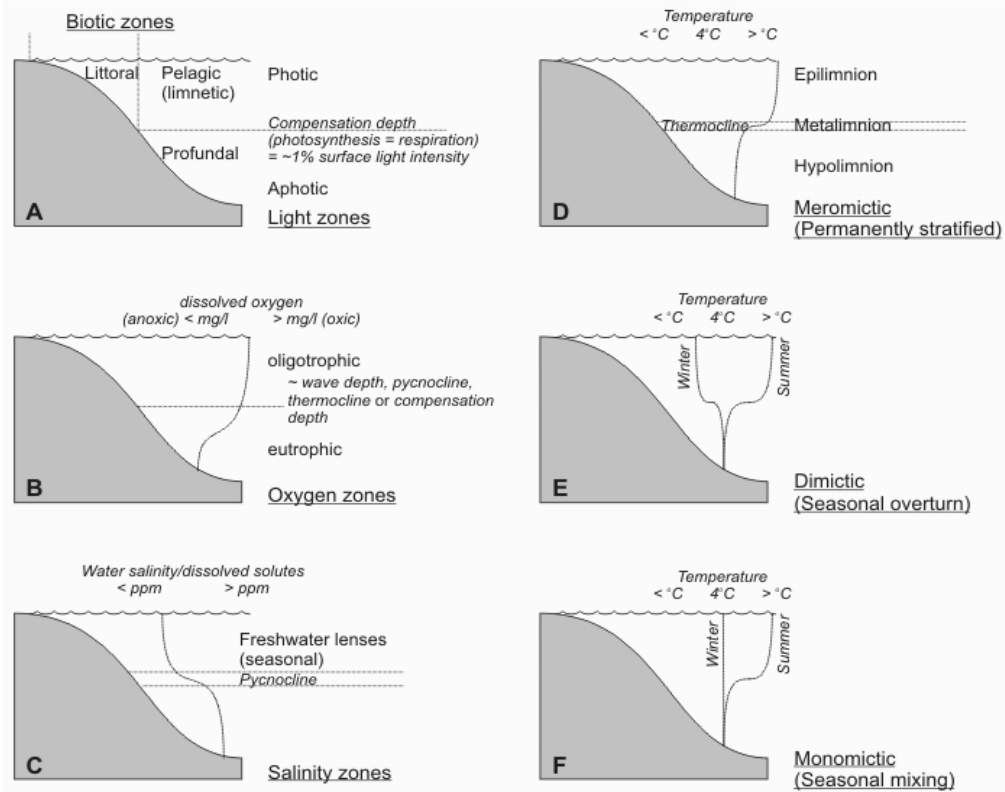 Biotic zones
Littoral
Pelagic
(limnetic)
Photic
Compensation depth
(photosynthesis = respiration)
= ~1% surface light intensity
Profundal
Aphotic
A
Light zones
dissolved oxygen
(anoxic) < mg/l > mg/l (oxic)
oligotrophic
~ wave depth, pycnocline,
thermocline or compensation
depth
eutrophic
B
Oxygen zones
Water salinity/dissolved solutes
< ppm > ppm
Freshwater lenses
(seasonal)
Pycnocline
C
Salinity zones
Temperature
< °C 4°C > °C
Epilimnion
Thermocline
Metalimnion
Hypolimnion
D
Meromictic
(Permanently stratified)
Temperature
< °C 4°C > °C
Winter
Summer
E
Dimictic
(Seasonal overturn)
Temperature
< °C 4°C > °C
Winter
Summer
F
Monomictic
(Seasonal mixing)